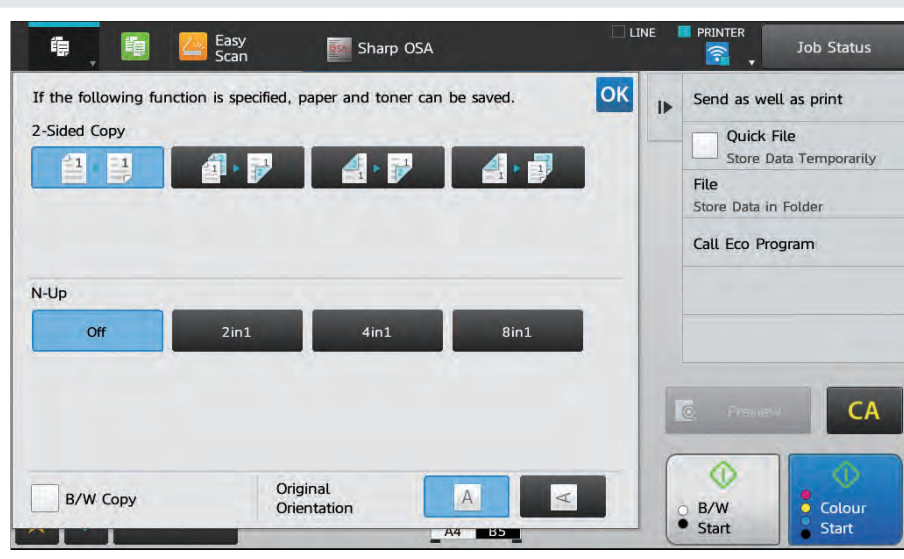 LINE
PRINTER
Easy
Scan
Sharp OSA
Job Status
If the following function is specified, paper and toner can be saved.
OK
2-Sided Copy
N-Up
Off
2in1
4in1
8in1
B/W Copy
Original
Orientation
A
A
Send as well as print
Quick File
Store Data Temporarily
File
Store Data in Folder
Call Eco Program
Preview
CA
B/W
Start
Colour
Start
A4
B5